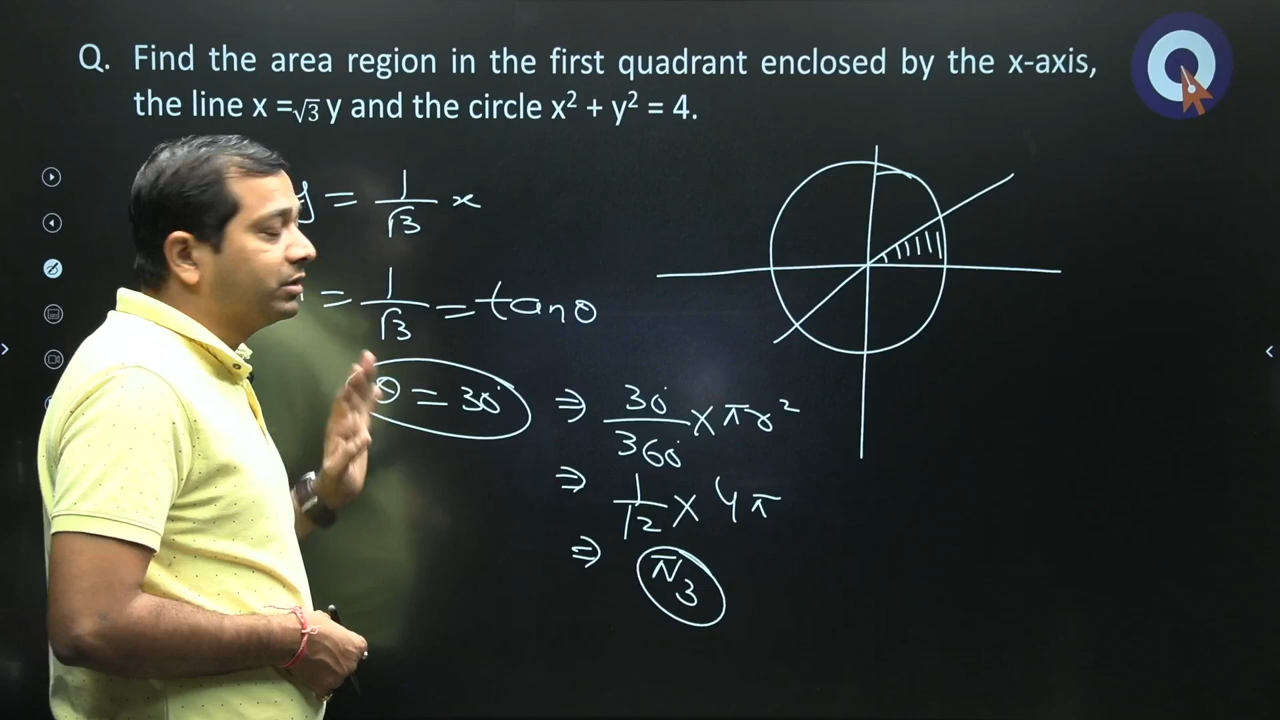 Q. Find the area region in the first quadrant enclosed by the x-axis,
the line x =√3 y and the circle x² + y² = 4.
y = 1/√3 x
= 1/√3 = tanθ
θ = 30°
⇒ 30°/360° × πr²
⇒ 1/12 × 4π
⇒ π/3